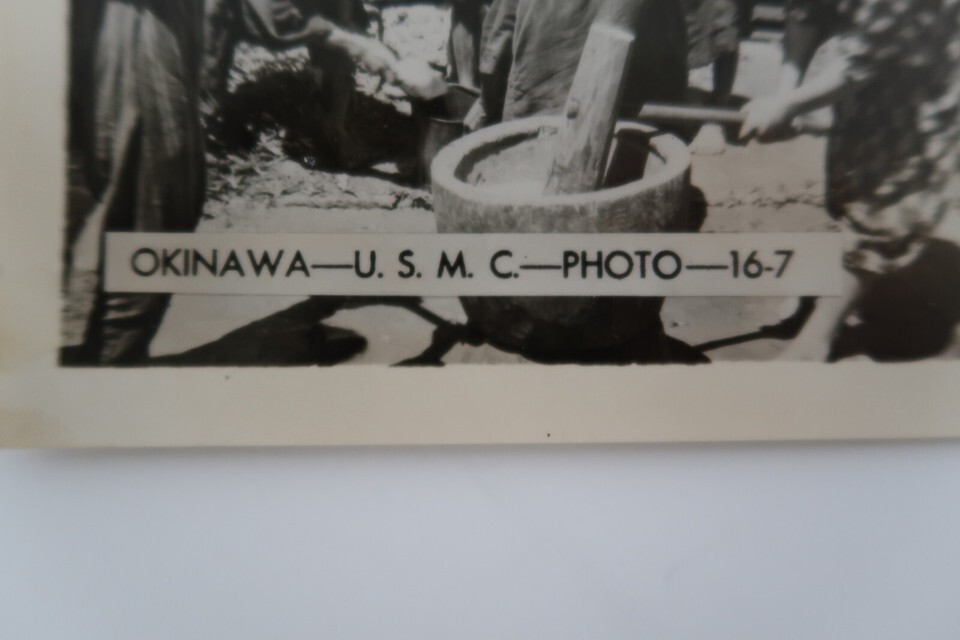 OKINAWA—U. S. M. C.—PHOTO—16-7